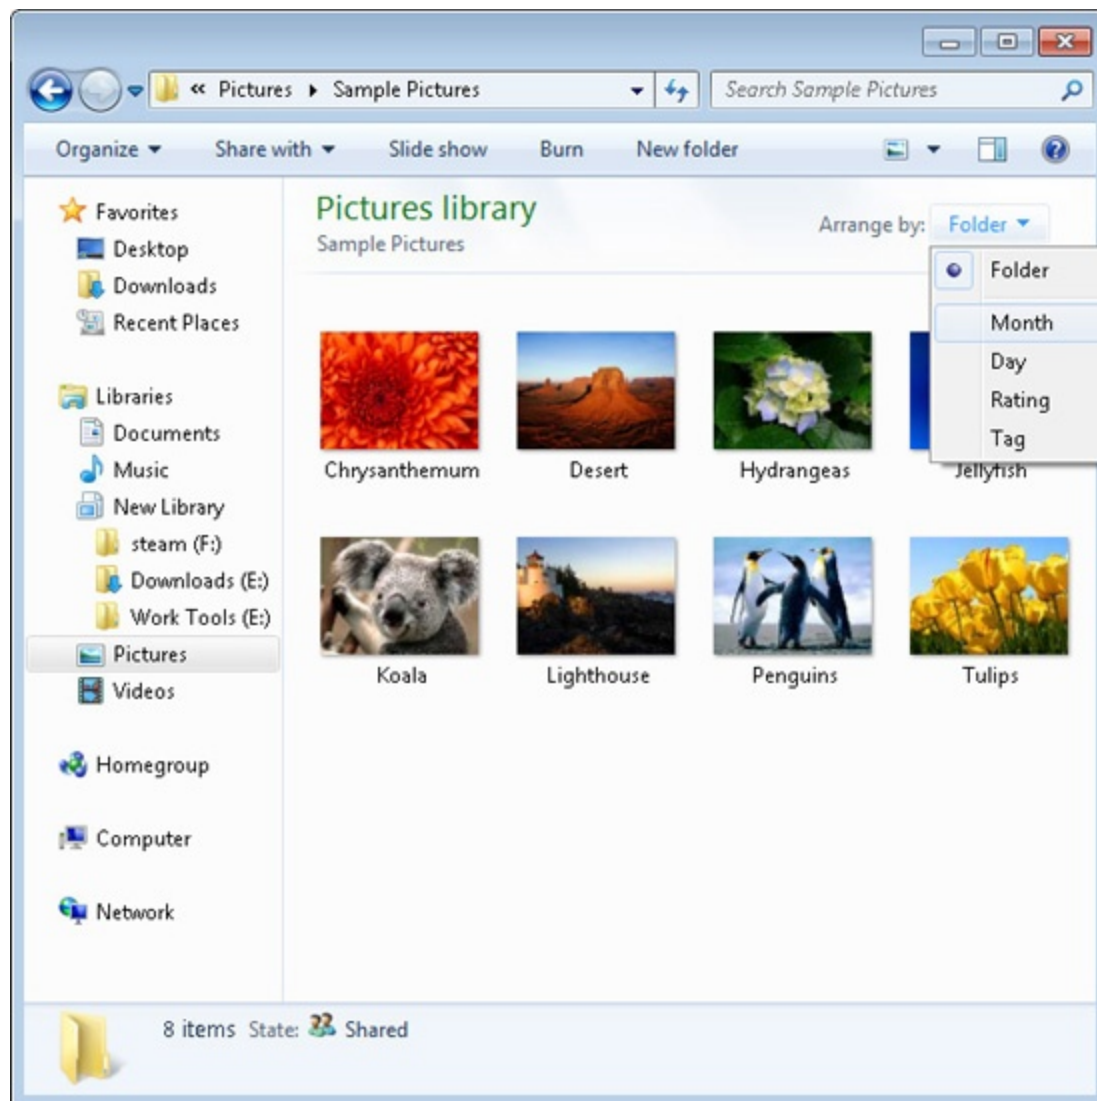 « Pictures ▸ Sample Pictures
Search Sample Pictures
Organize Share with Slide show Burn New folder
Favorites
Desktop
Downloads
Recent Places
Libraries
Documents
Music
New Library
steam (F:)
Downloads (E:)
Work Tools (E:)
Pictures
Videos
Homegroup
Computer
Network
Pictures library
Sample Pictures
Arrange by: Folder
Folder
Month
Day
Rating
Tag
Chrysanthemum Desert Hydrangeas Jellyfish
Koala Lighthouse Penguins Tulips
8 items State: Shared